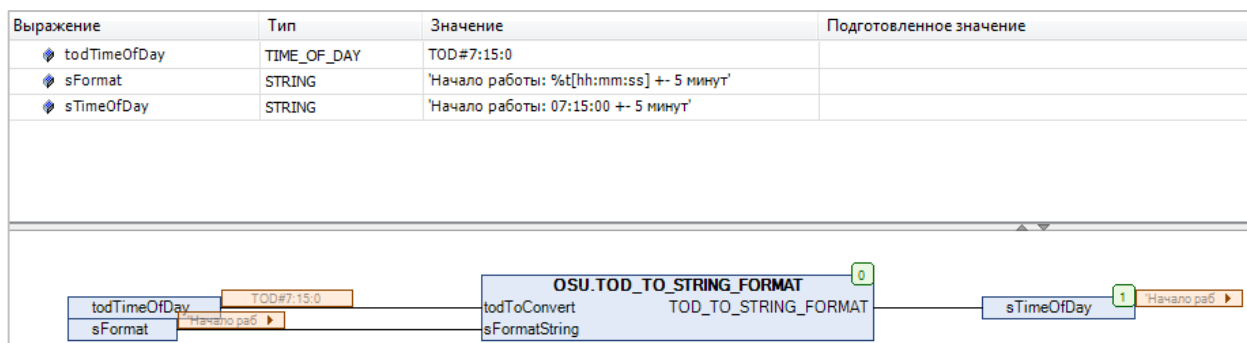 Выражение Тип Значение Подготовленное значение
todTimeOfDay TIME_OF_DAY TOD#7:15:0
sFormat STRING 'Начало работы: %t[hh:mm:ss] +- 5 минут'
sTimeOfDay STRING 'Начало работы: 07:15:00 +- 5 минут'
0
OSU.TOD_TO_STRING_FORMAT
todTimeOfDay TOD#7:15:0 todToConvert TOD_TO_STRING_FORMAT sTimeOfDay 1 'Начало раб
sFormat 'Начало раб sFormatString